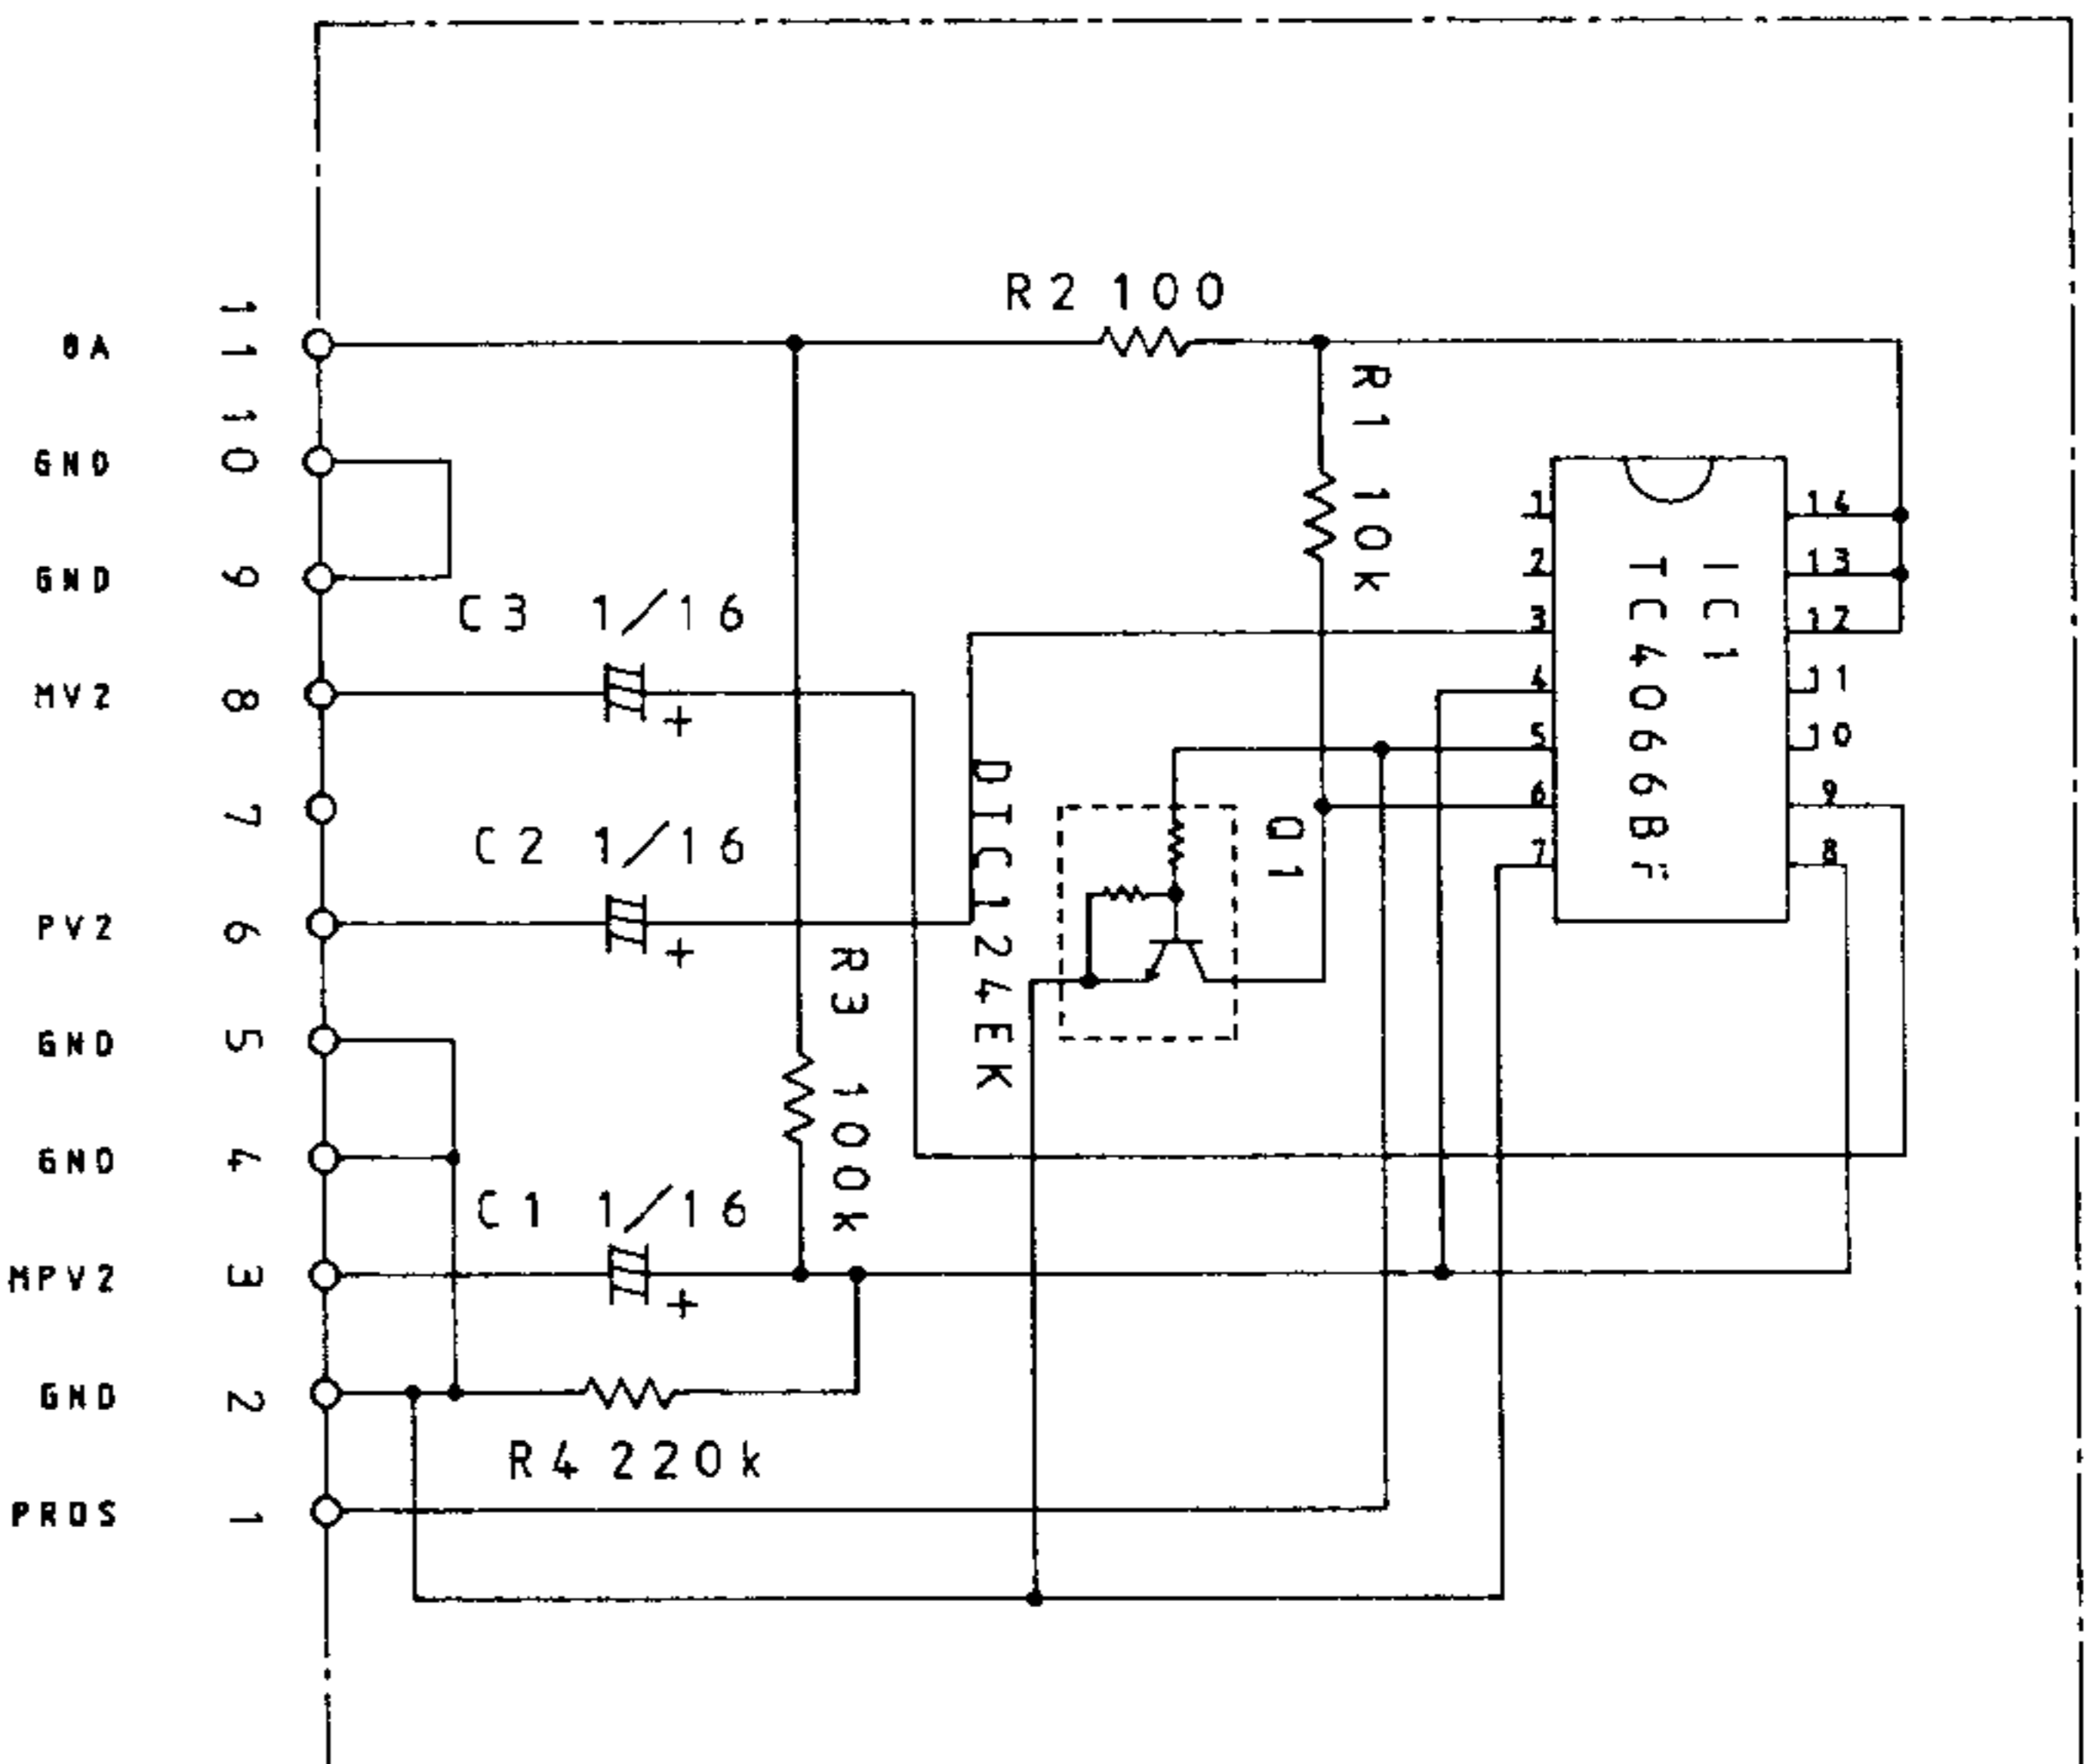 R2 100
11
8A
R1 10k
10
GND
1
14
9
GND
2
13
C3 1/16
3
12
IC1
TC4066BF
8
MV2
4
11
5
10
DTC124EK
7
6
9
Q1
C2 1/16
7
8
6
PV2
R3 100k
5
GND
4
GND
C1 1/16
3
MPV2
2
GND
R4 220k
1
PROS
+
+
+